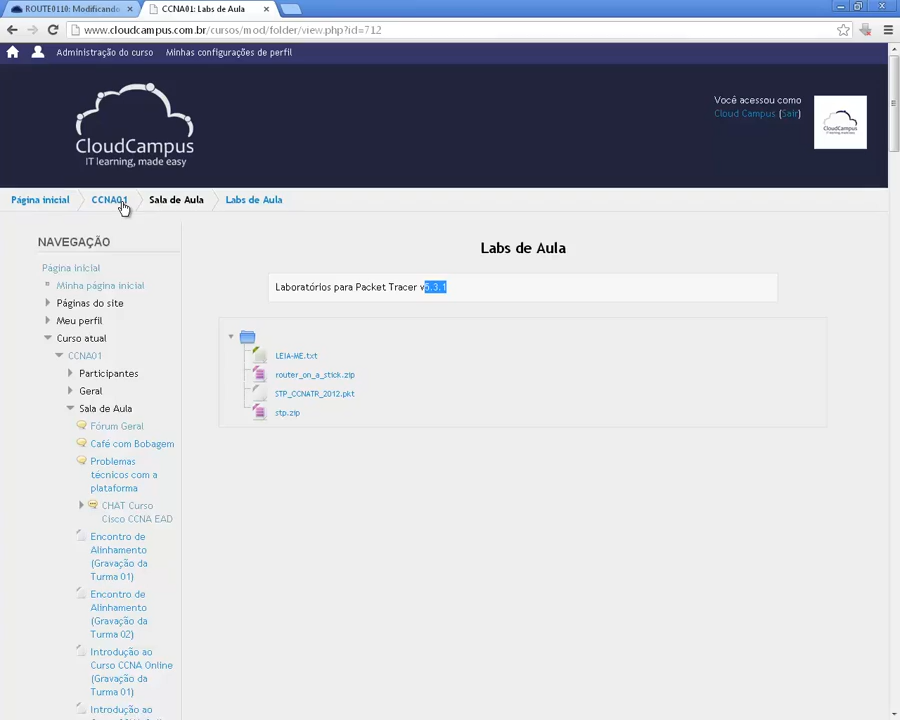 ROUTE0110: Modificando
CCNA01: Labs de Aula
www.cloudcampus.com.br/cursos/mod/folder/view.php?id=712
Administração do curso Minhas configurações de perfil
CloudCampus
IT learning, made easy
Você acessou como
Cloud Campus (Sair)
CloudCampus
Página inicial CCNA01 Sala de Aula Labs de Aula
NAVEGAÇÃO
Página inicial
Minha página inicial
Páginas do site
Meu perfil
Curso atual
CCNA01
Participantes
Geral
Sala de Aula
Fórum Geral
Café com Bobagem
Problemas
técnicos com a
plataforma
CHAT Curso
Cisco CCNA EAD
Encontro de
Alinhamento
(Gravação da
Turma 01)
Encontro de
Alinhamento
(Gravação da
Turma 02)
Introdução ao
Curso CCNA Online
(Gravação da
Turma 01)
Introdução ao
Labs de Aula
Laboratórios para Packet Tracer v5.3.1
LEIA-ME.txt
router_on_a_stick.zip
STP_CCNATR_2012.pkt
stp.zip